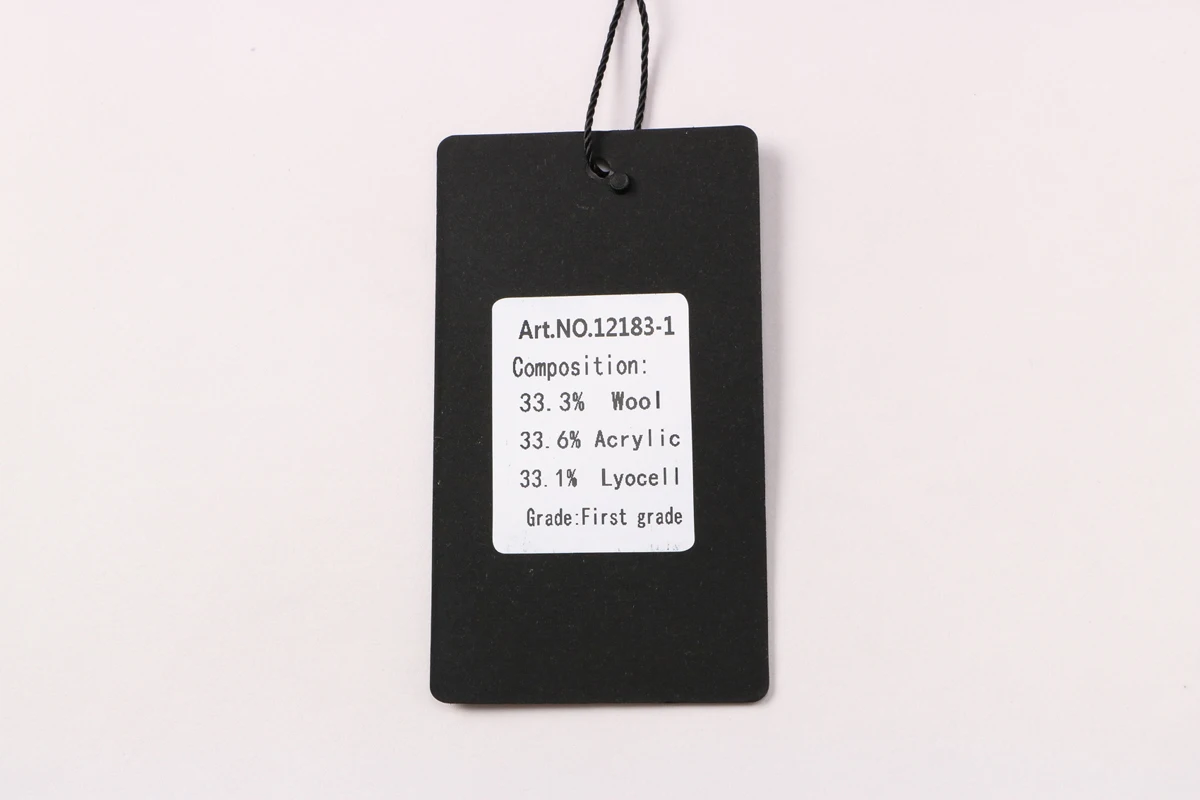 Art.NO.12183-1
Composition:
33.3% Wool
33.6% Acrylic
33.1% Lyocell
Grade:First grade